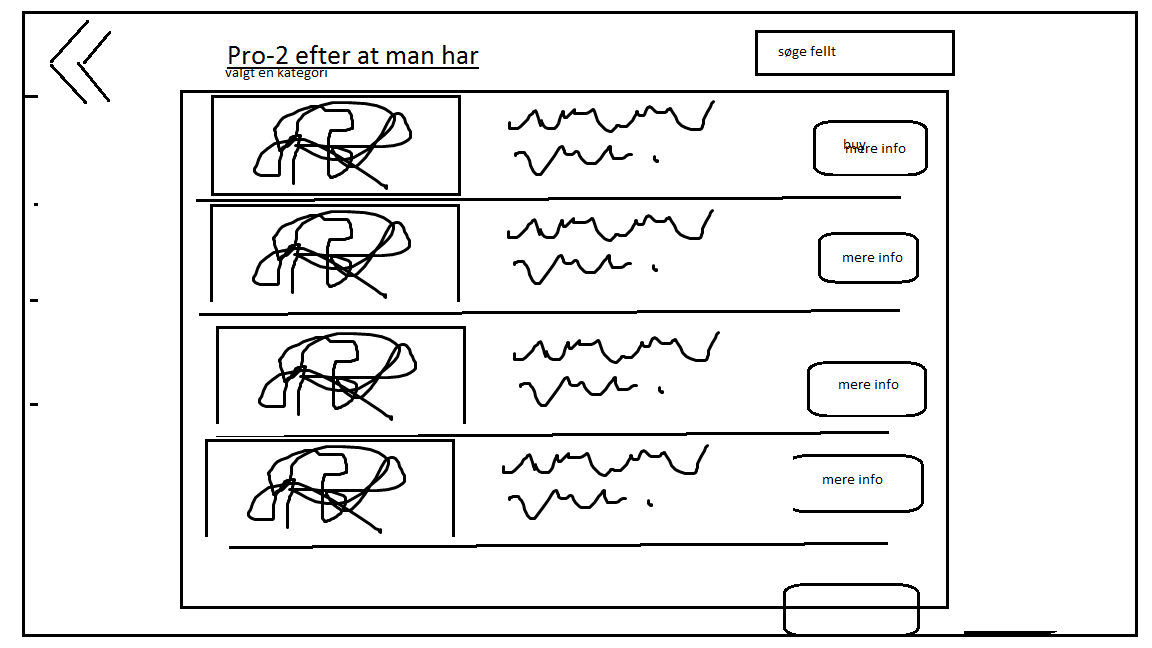 Pro-2 efter at man har
valgt en kategori
søge fellt
buy
mere info
mere info
mere info
mere info